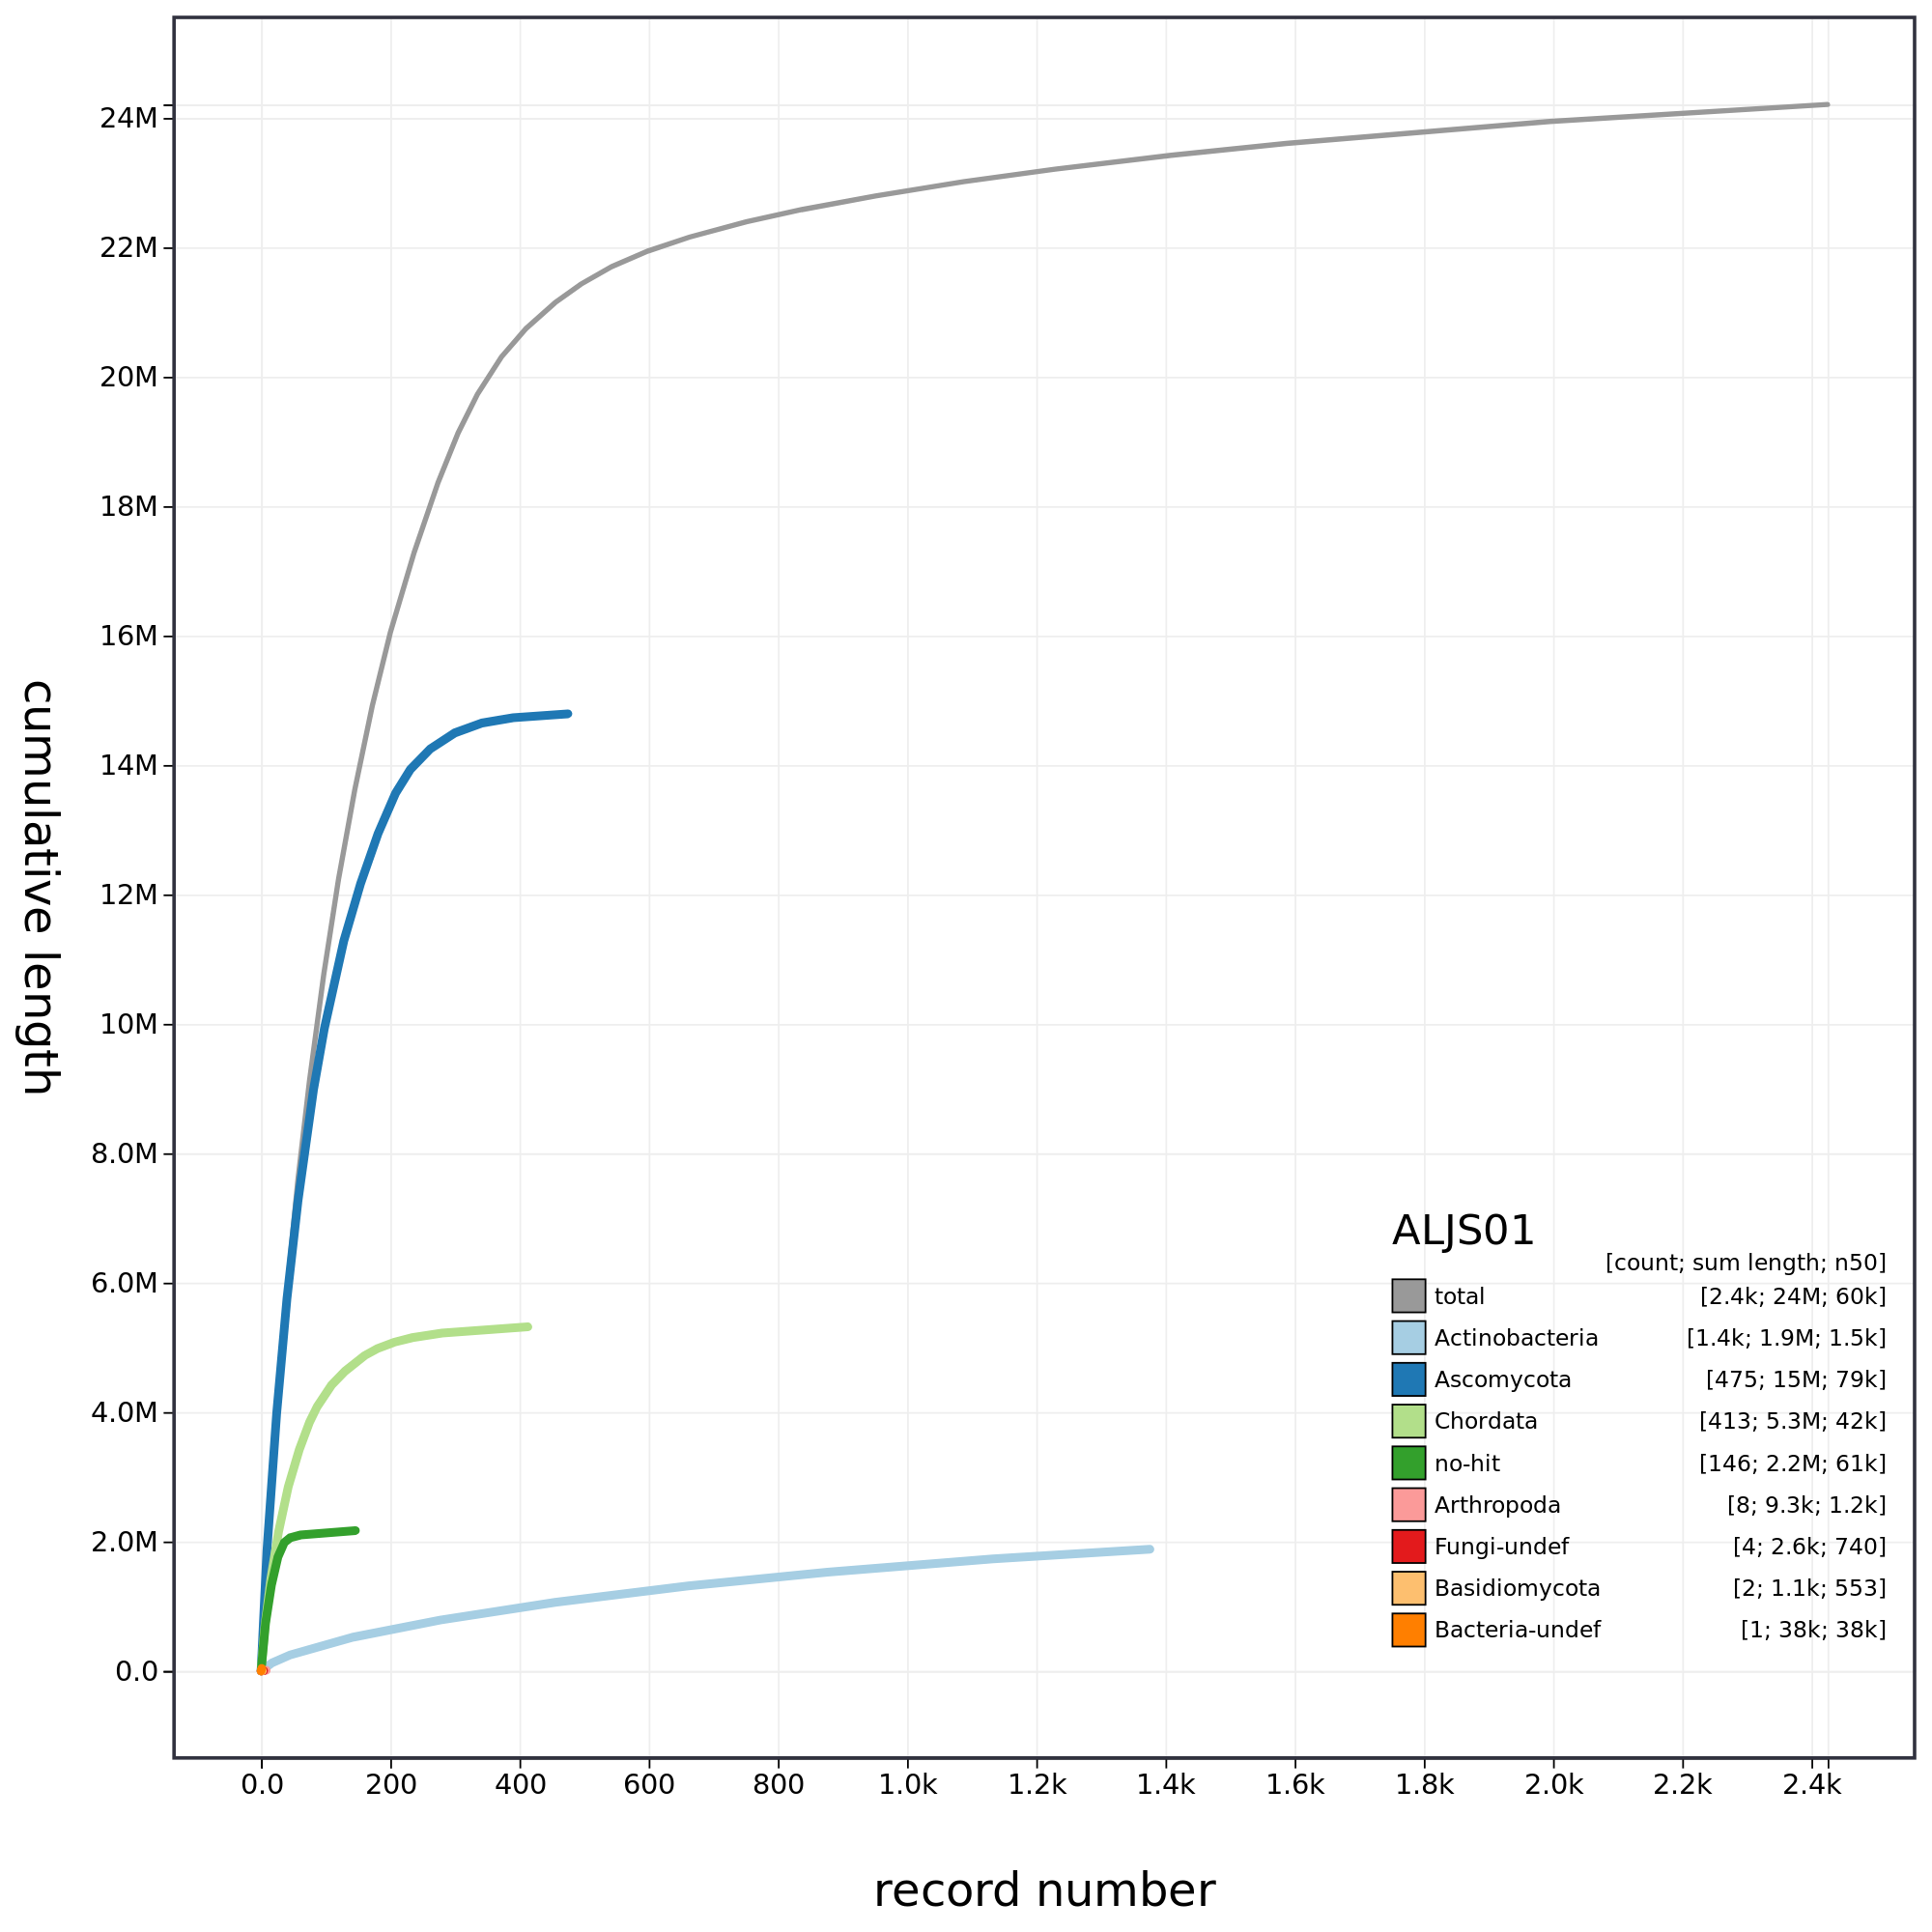 24M
22M
20M
18M
16M
14M
12M
10M
8.0M
6.0M
4.0M
2.0M
0.0
cumulative length
ALJS01
[count; sum length; n50]
total [2.4k; 24M; 60k]
Actinobacteria [1.4k; 1.9M; 1.5k]
Ascomycota [475; 15M; 79k]
Chordata [413; 5.3M; 42k]
no-hit [146; 2.2M; 61k]
Arthropoda [8; 9.3k; 1.2k]
Fungi-undef [4; 2.6k; 740]
Basidiomycota [2; 1.1k; 553]
Bacteria-undef [1; 38k; 38k]
0.0 200 400 600 800 1.0k 1.2k 1.4k 1.6k 1.8k 2.0k 2.2k 2.4k
record number